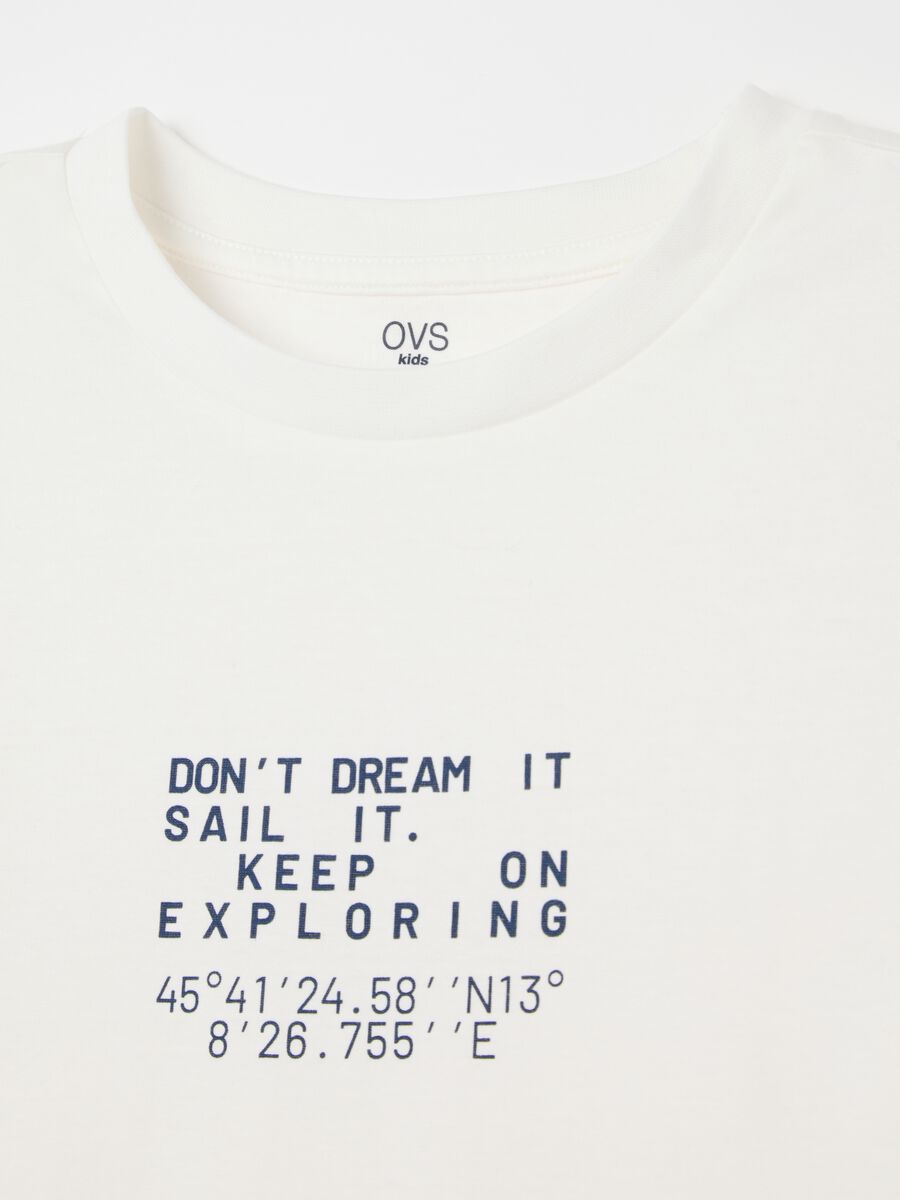 OVS
kids
DON'T DREAM IT
SAIL IT.
KEEP ON
EXPLORING
45°41'24.58''N13°
8'26.755''E